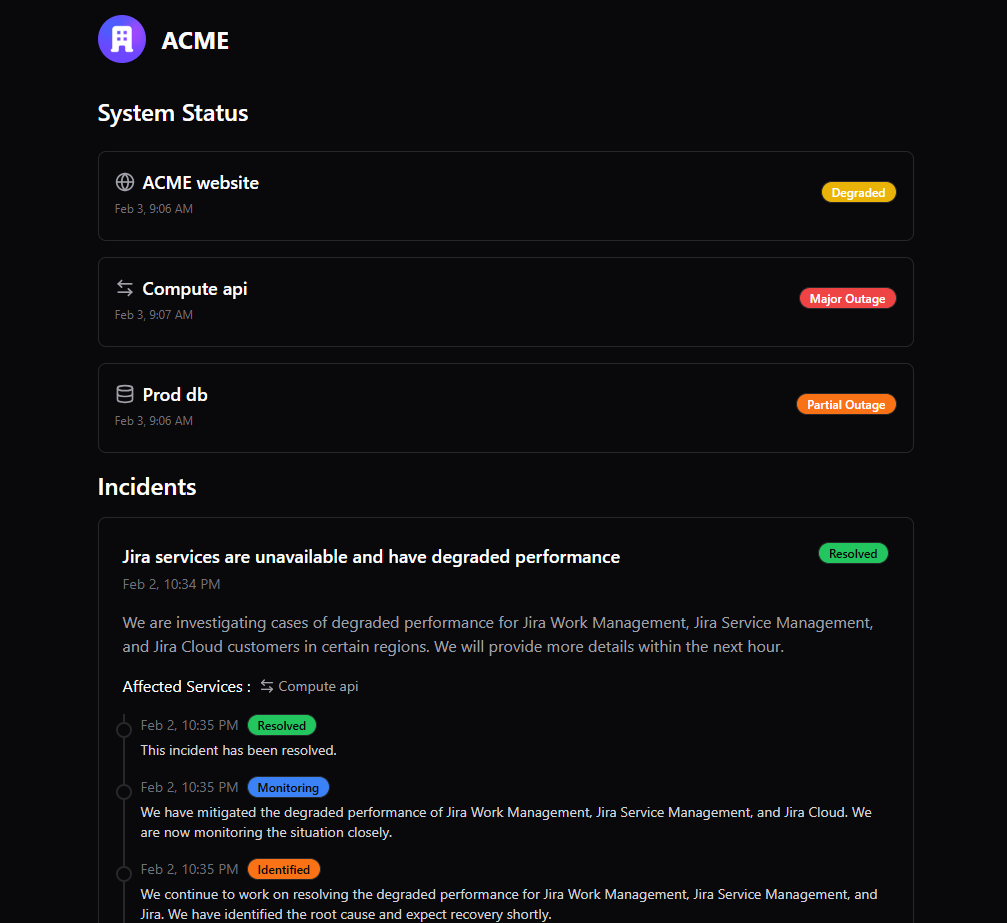 ACME
System Status
ACME website
Degraded
Feb 3, 9:06 AM
Compute api
Major Outage
Feb 3, 9:07 AM
Prod db
Partial Outage
Feb 3, 9:06 AM
Incidents
Jira services are unavailable and have degraded performance
Resolved
Feb 2, 10:34 PM
We are investigating cases of degraded performance for Jira Work Management, Jira Service Management,
and Jira Cloud customers in certain regions. We will provide more details within the next hour.
Affected Services : Compute api
Feb 2, 10:35 PM Resolved
This incident has been resolved.
Feb 2, 10:35 PM Monitoring
We have mitigated the degraded performance of Jira Work Management, Jira Service Management, and Jira Cloud. We
are now monitoring the situation closely.
Feb 2, 10:35 PM Identified
We continue to work on resolving the degraded performance for Jira Work Management, Jira Service Management, and
Jira. We have identified the root cause and expect recovery shortly.